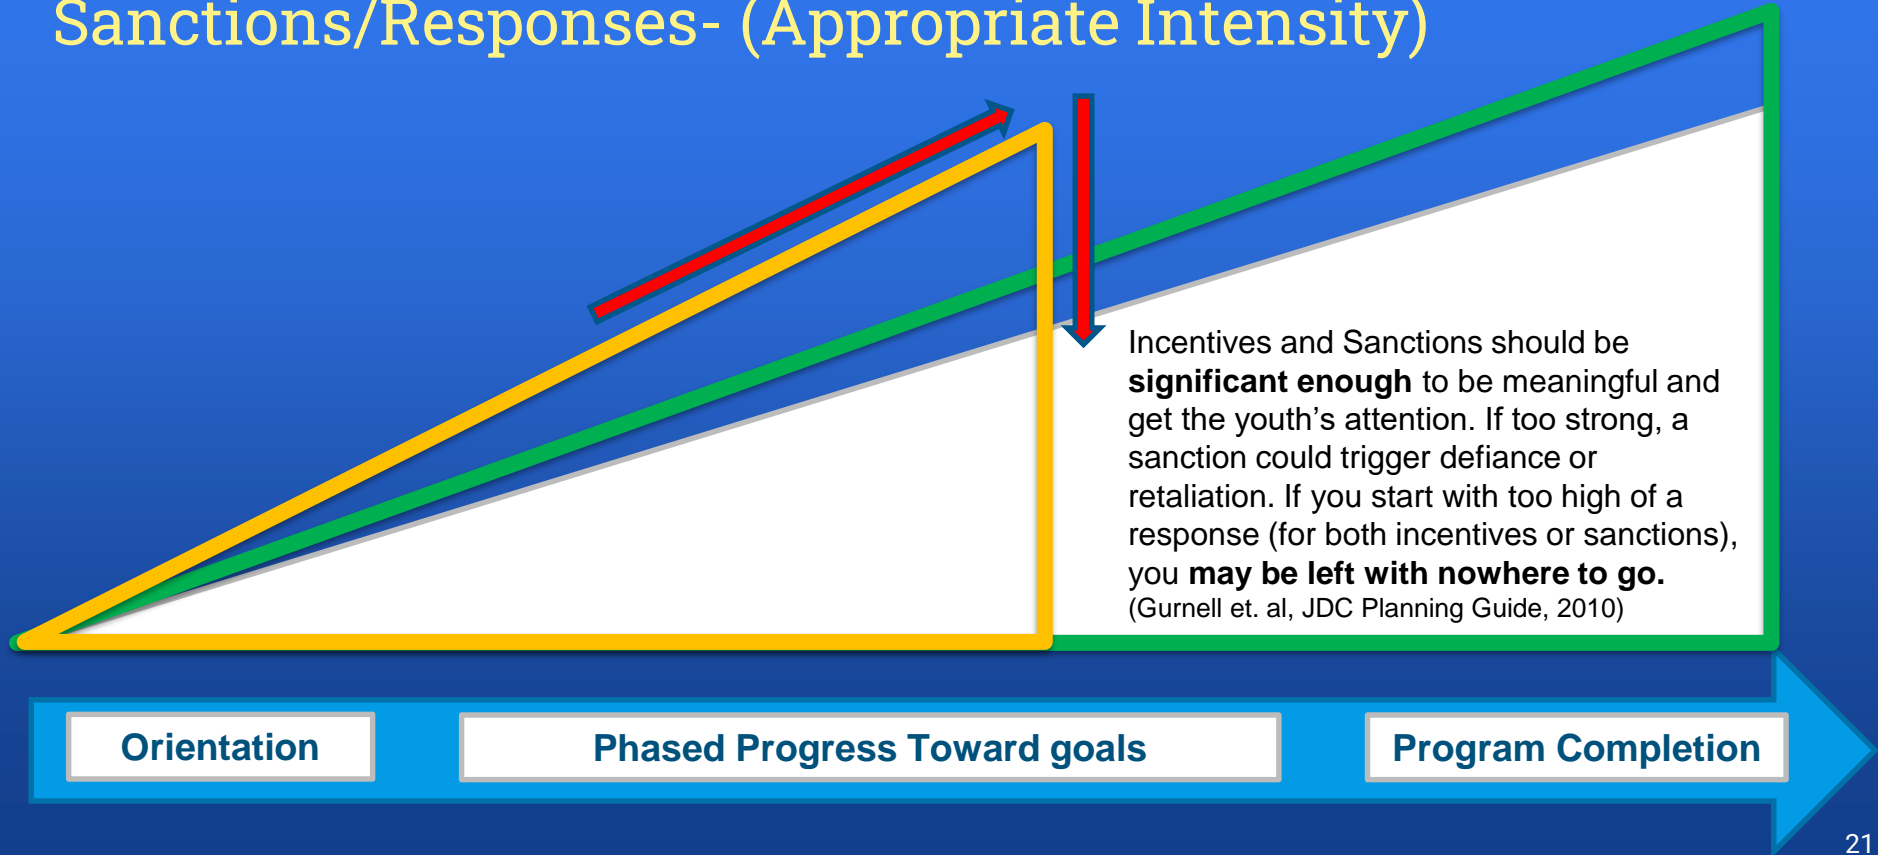 Sanctions/Responses- (Appropriate Intensity)
Incentives and Sanctions should be
significant enough to be meaningful and
get the youth’s attention. If too strong, a
sanction could trigger defiance or
retaliation. If you start with too high of a
response (for both incentives or sanctions),
you may be left with nowhere to go.
(Gurnell et. al, JDC Planning Guide, 2010)
Orientation
Phased Progress Toward goals
Program Completion
21